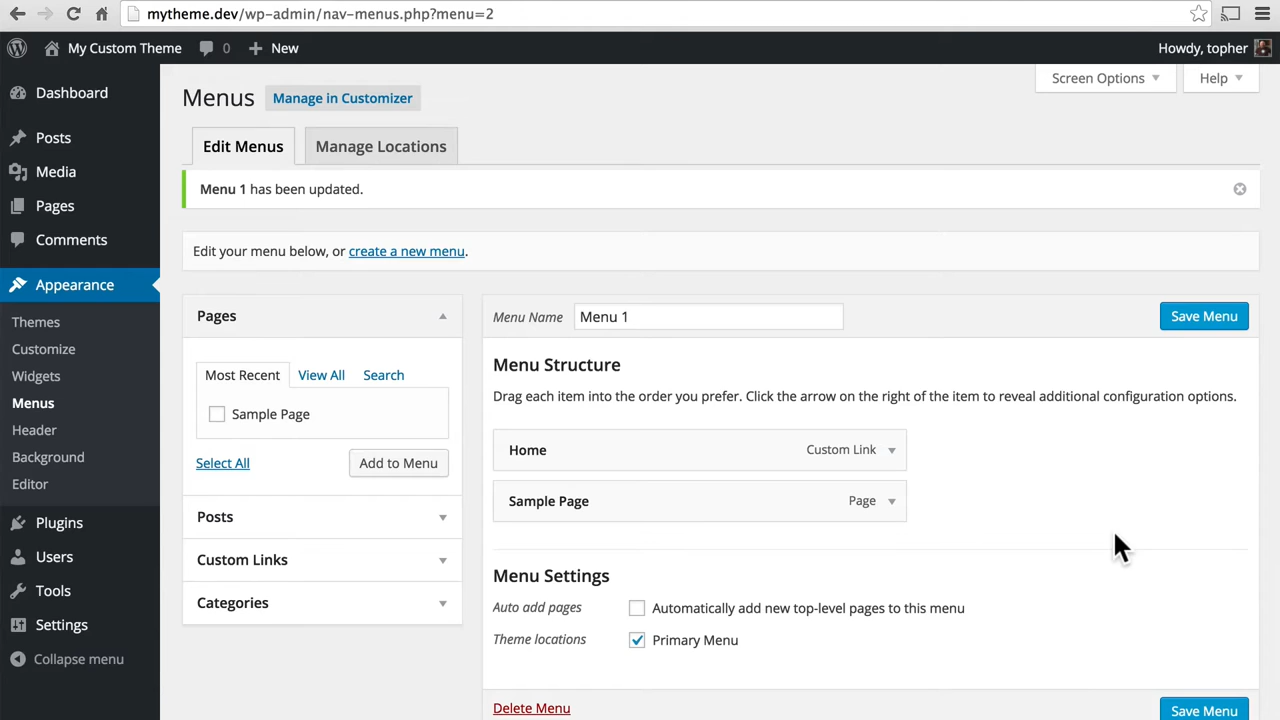 mytheme.dev/wp-admin/nav-menus.php?menu=2
My Custom Theme 0 New Howdy, topher
Screen Options Help
Dashboard
Posts
Media
Pages
Comments
Appearance
Themes
Customize
Widgets
Menus
Header
Background
Editor
Plugins
Users
Tools
Settings
Collapse menu
Menus Manage in Customizer
Edit Menus Manage Locations
Menu 1 has been updated.
Edit your menu below, or create a new menu.
Pages
Most Recent View All Search
Sample Page
Select All Add to Menu
Posts
Custom Links
Categories
Menu Name Menu 1 Save Menu
Menu Structure
Drag each item into the order you prefer. Click the arrow on the right of the item to reveal additional configuration options.
Home Custom Link
Sample Page Page
Menu Settings
Auto add pages Automatically add new top-level pages to this menu
Theme locations Primary Menu
Delete Menu Save Menu